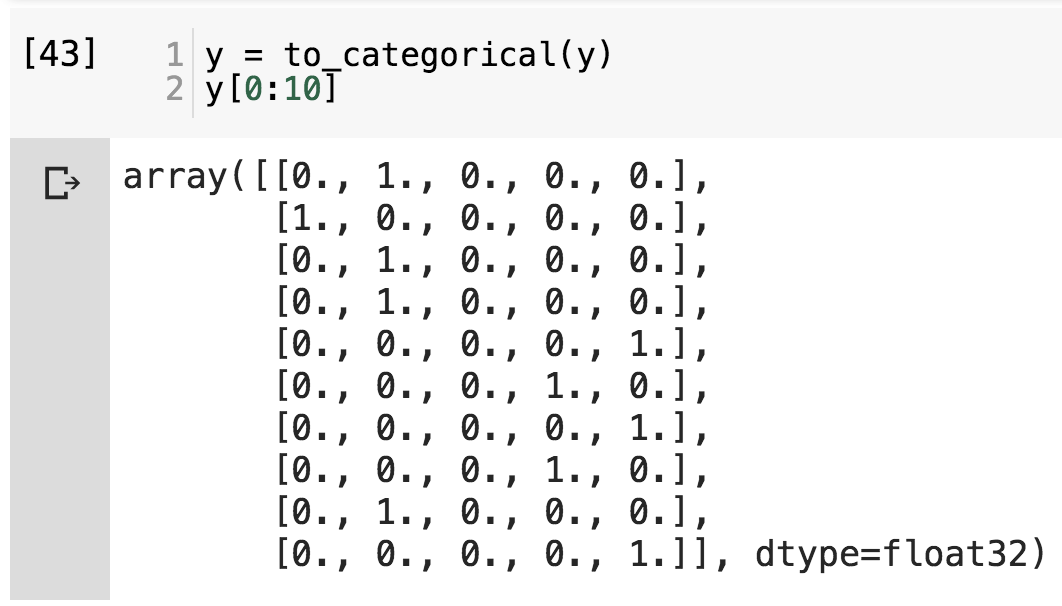 [43] 1 y = to_categorical(y)
2 y[0:10]
array([[0., 1., 0., 0., 0.],
[1., 0., 0., 0., 0.],
[0., 1., 0., 0., 0.],
[0., 1., 0., 0., 0.],
[0., 0., 0., 0., 1.],
[0., 0., 0., 1., 0.],
[0., 0., 0., 0., 1.],
[0., 0., 0., 1., 0.],
[0., 1., 0., 0., 0.],
[0., 0., 0., 0., 1.]], dtype=float32)